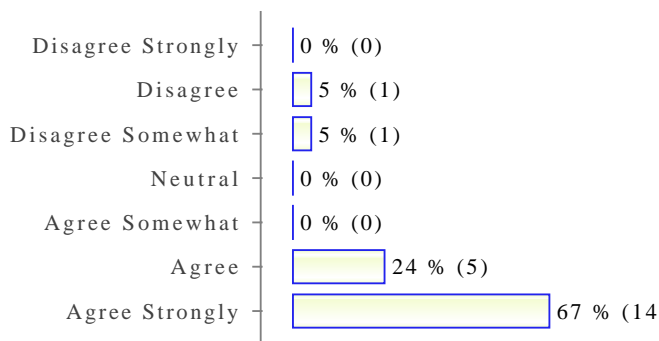 Disagree Strongly 0 % (0)
Disagree 5 % (1)
Disagree Somewhat 5 % (1)
Neutral 0 % (0)
Agree Somewhat 0 % (0)
Agree 24 % (5)
Agree Strongly 67 % (14